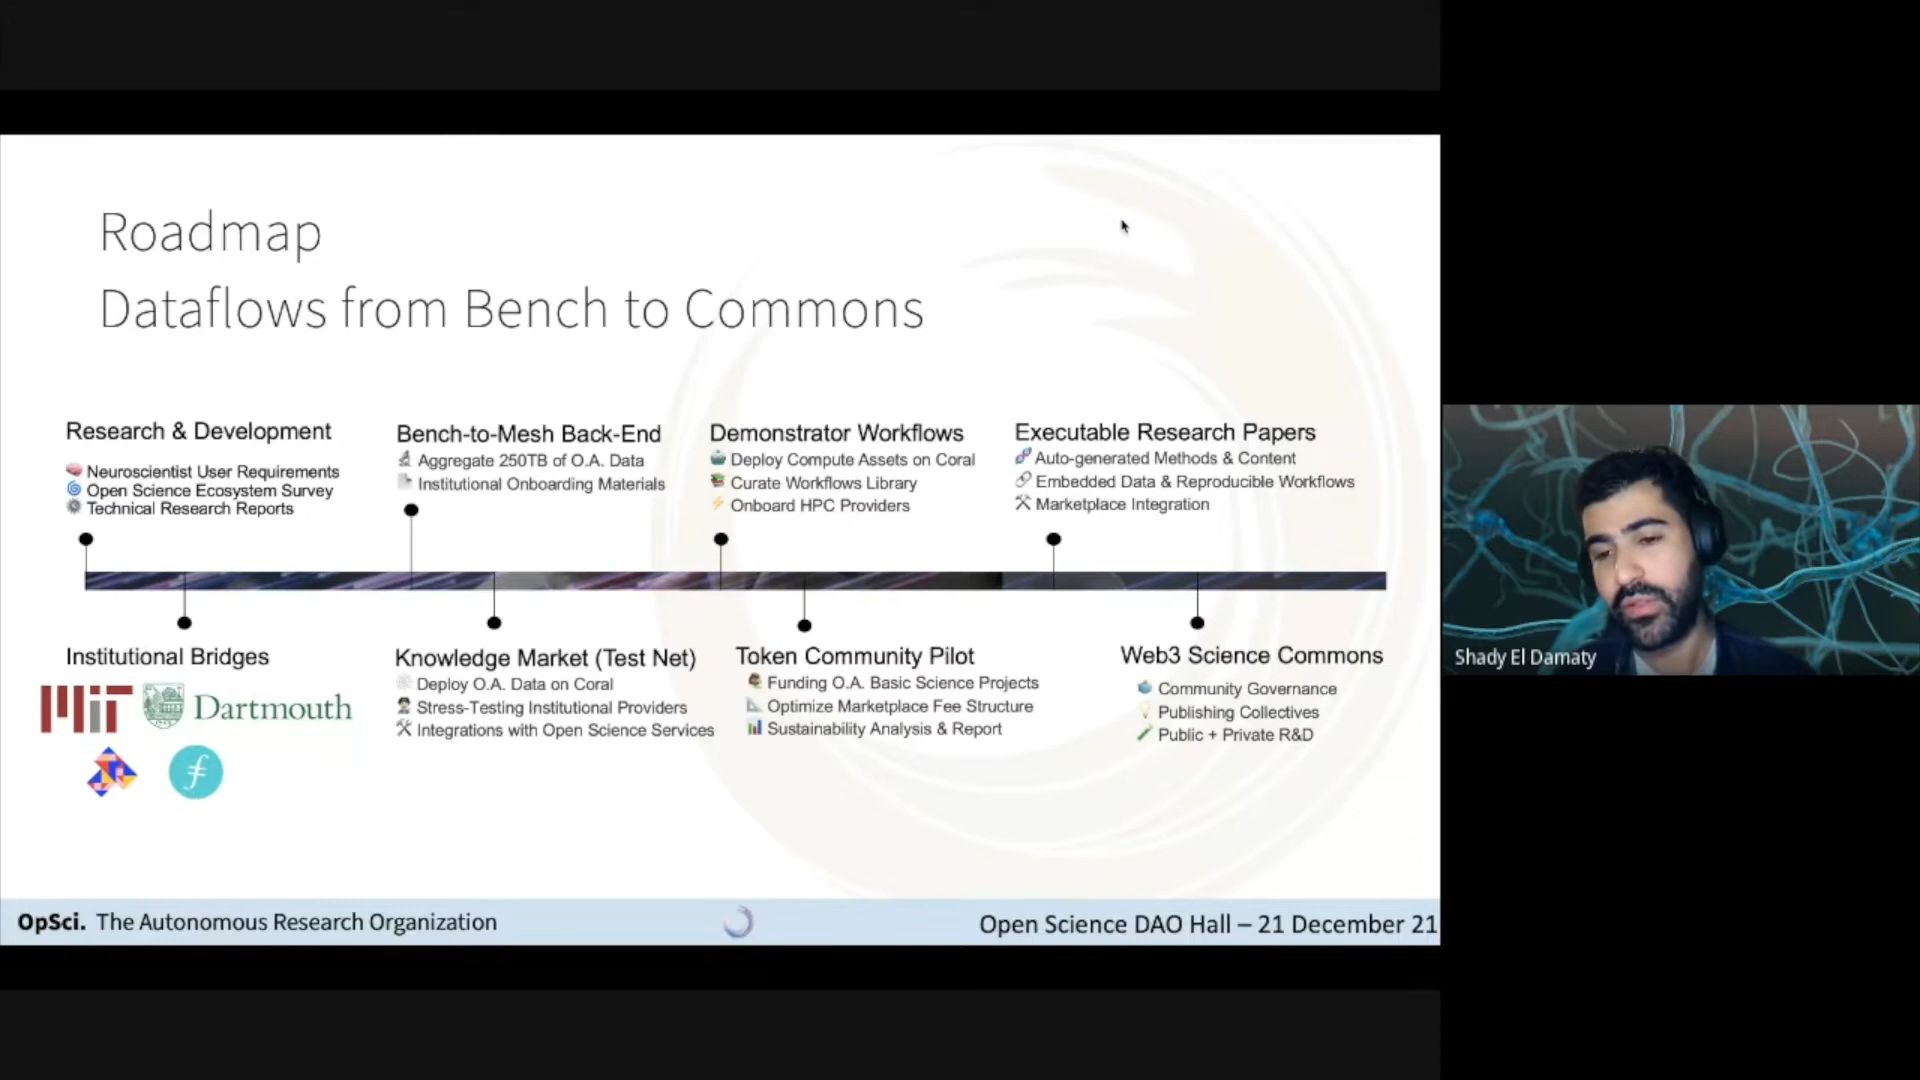 Roadmap
Dataflows from Bench to Commons
Research & Development
Neuroscientist User Requirements
Open Science Ecosystem Survey
Technical Research Reports
Bench-to-Mesh Back-End
Aggregate 250TB of O.A. Data
Institutional Onboarding Materials
Demonstrator Workflows
Deploy Compute Assets on Coral
Curate Workflows Library
Onboard HPC Providers
Executable Research Papers
Auto-generated Methods & Content
Embedded Data & Reproducible Workflows
Marketplace Integration
Institutional Bridges
MIT
Dartmouth
Knowledge Market (Test Net)
Deploy O.A. Data on Coral
Stress-Testing Institutional Providers
Integrations with Open Science Services
Token Community Pilot
Funding O.A. Basic Science Projects
Optimize Marketplace Fee Structure
Sustainability Analysis & Report
Web3 Science Commons
Community Governance
Publishing Collectives
Public + Private R&D
Shady El Damaty
OpSci. The Autonomous Research Organization
Open Science DAO Hall – 21 December 21